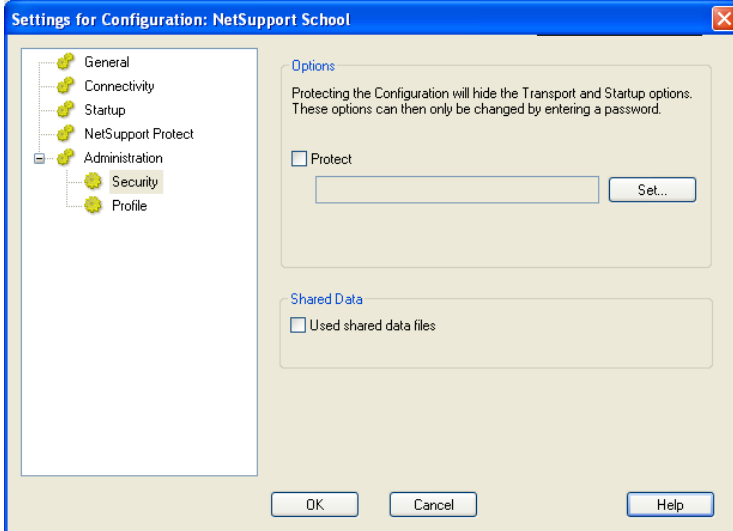 Settings for Configuration: NetSupport School
General
Connectivity
Startup
NetSupport Protect
Administration
Security
Profile
Options
Protecting the Configuration will hide the Transport and Startup options.
These options can then only be changed by entering a password.
Protect
Set...
Shared Data
Used shared data files
OK
Cancel
Help